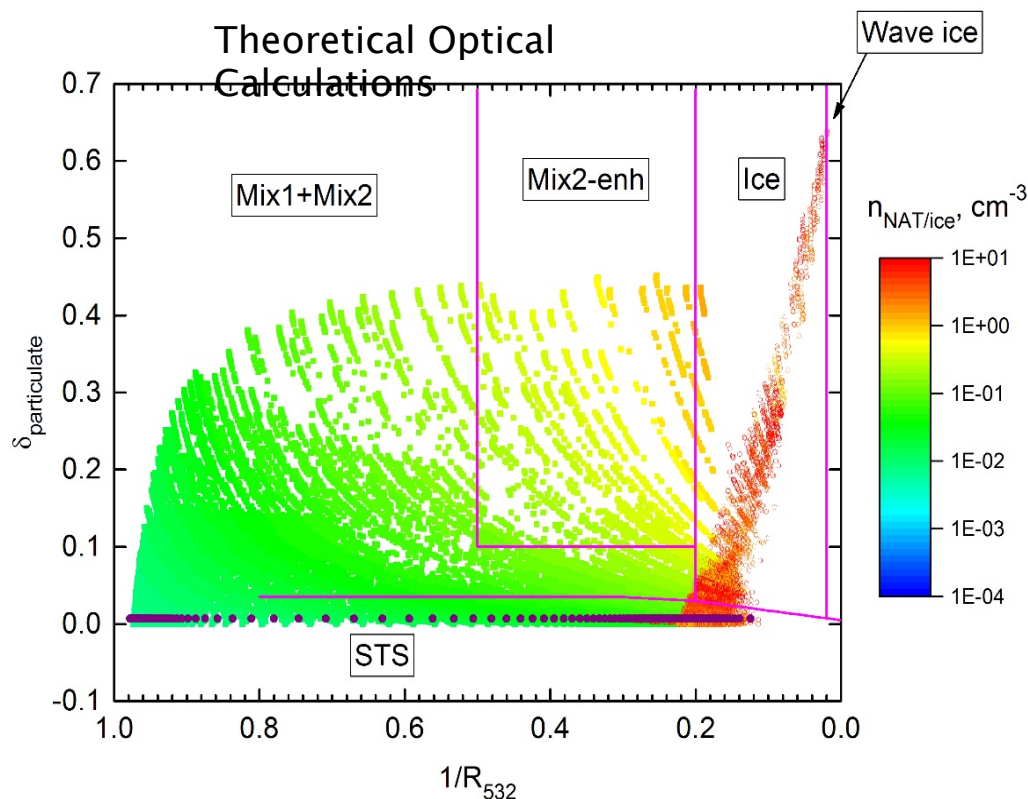 Theoretical Optical
Calculations
Wave ice
0.7
0.6
0.5
0.4
0.3
0.2
0.1
0.0
-0.1
δparticulate
Mix1+Mix2
Mix2-enh
Ice
STS
nNAT/ice, cm-3
1E+01
1E+00
1E-01
1E-02
1E-03
1E-04
1.0 0.8 0.6 0.4 0.2 0.0
1/R532